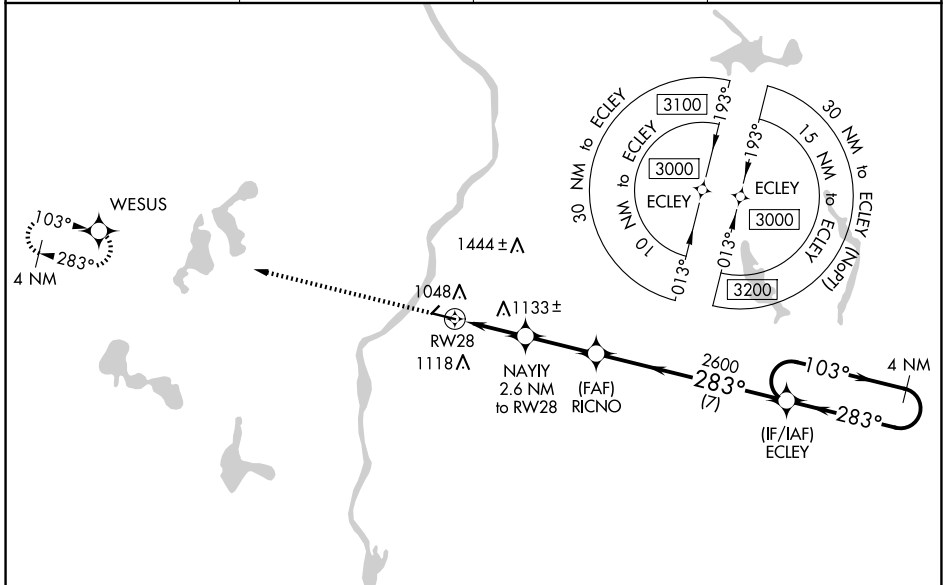 WESUS
103°
283°
4 NM
1444 ±
1048
1133 ±
RW28
1118
NAYIY
2.6 NM
to RW28
(FAF)
RICNO
2600
283°
(7)
103°
4 NM
283°
(IF/IAF)
ECLEY
30 NM to ECLEY
3100
193°
10 NM to ECLEY
3000
ECLEY
013°
193°
30 NM to ECLEY (NoPT)
15 NM to ECLEY
ECLEY
3000
013°
3200